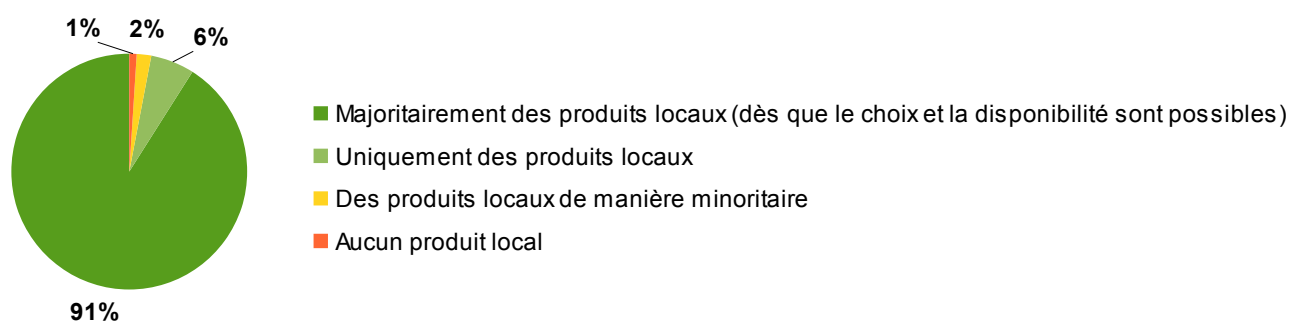 1% 2% 6%
Majoritairement des produits locaux (dès que le choix et la disponibilité sont possibles)
Uniquement des produits locaux
Des produits locaux de manière minoritaire
Aucun produit local
91%